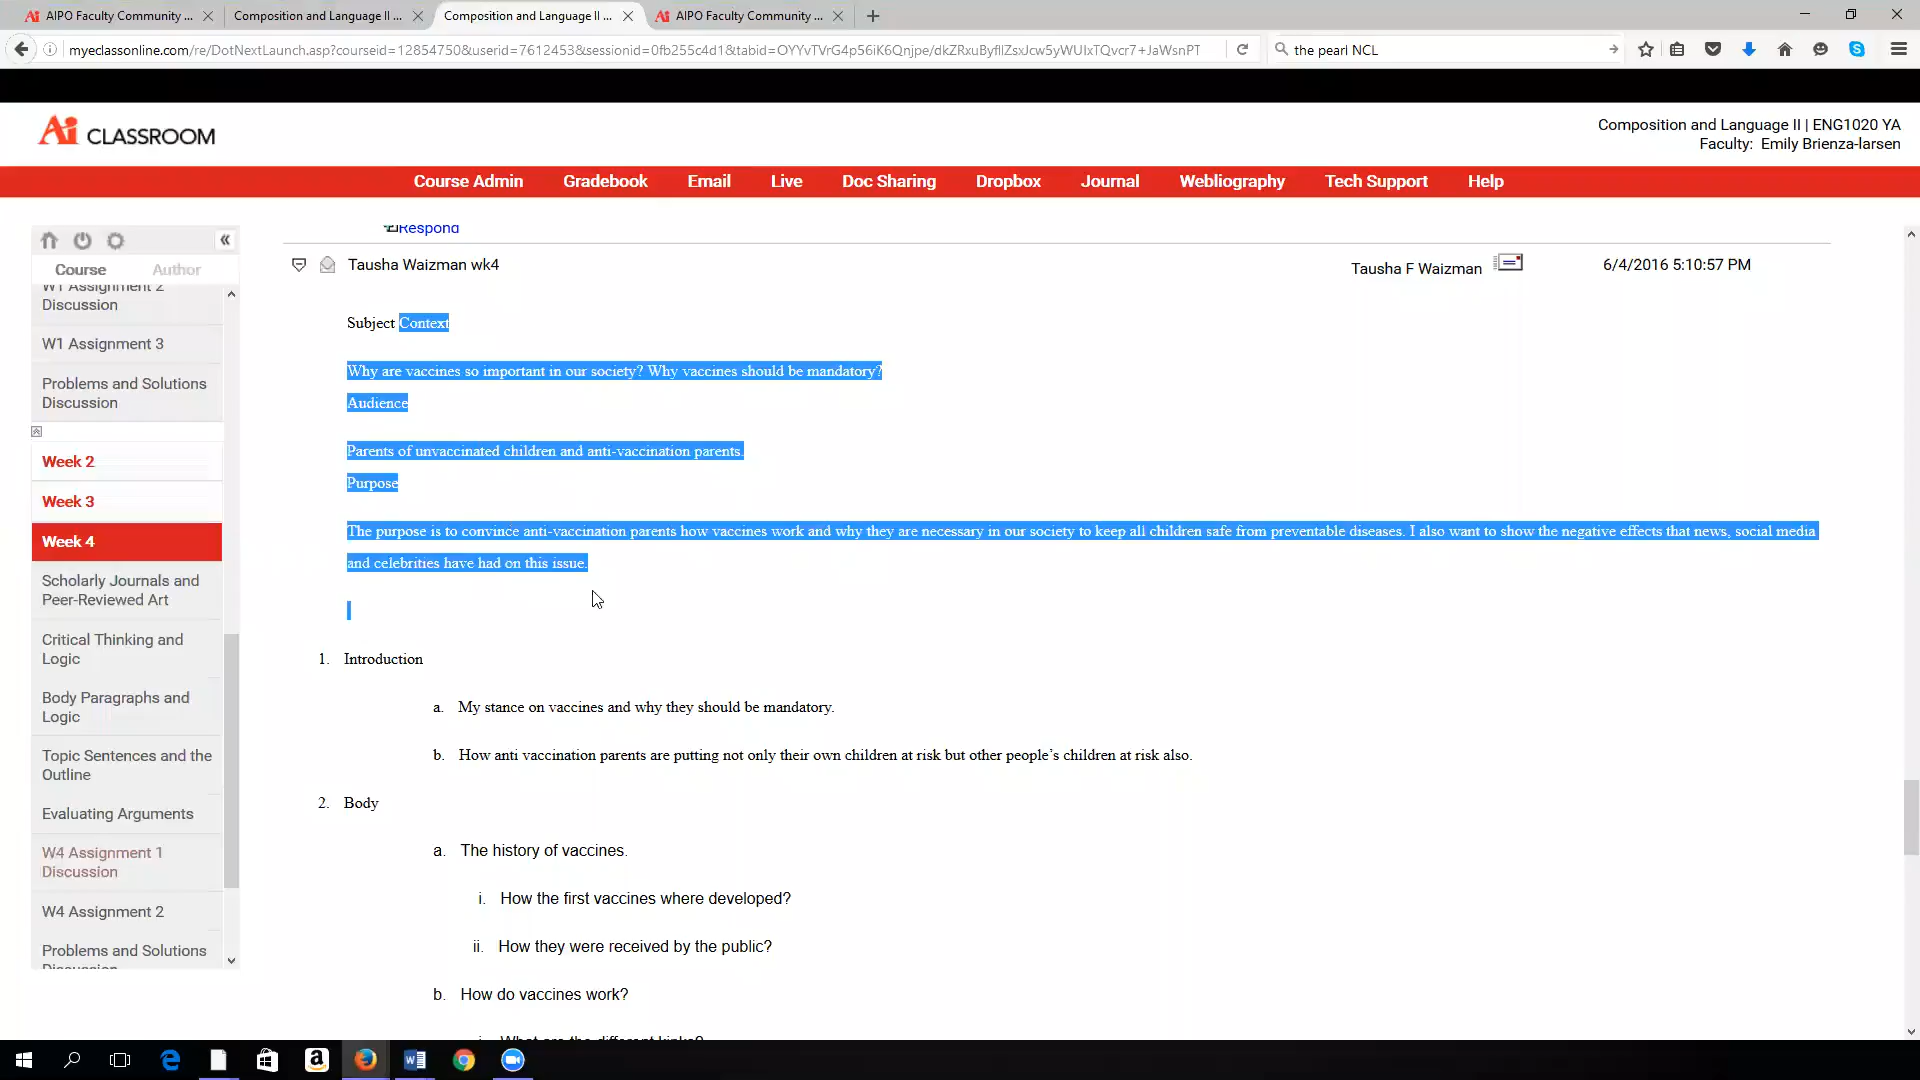 AIPO Faculty Community ...
Composition and Language II ...
Composition and Language II ...
AIPO Faculty Community ...
myeclassonline.com/re/DotNextLaunch.asp?courseid=12854750&userid=7612453&sessionid=0fb255c4d1&tabid=OYYvTVrG4p56iK6Qnjpe/dkZRxuByflIZsxJcw5yWUIxTQvcr7+JaWsnPT
the pearl NCL
Ai CLASSROOM
Composition and Language II | ENG1020 YA
Faculty: Emily Brienza-larsen
Course Admin Gradebook Email Live Doc Sharing Dropbox Journal Webliography Tech Support Help
Course Author
W1 Assignment 2
Discussion
W1 Assignment 3
Problems and Solutions
Discussion
Week 2
Week 3
Week 4
Scholarly Journals and
Peer-Reviewed Art
Critical Thinking and
Logic
Body Paragraphs and
Logic
Topic Sentences and the
Outline
Evaluating Arguments
W4 Assignment 1
Discussion
W4 Assignment 2
Problems and Solutions
Discussion
Respond
Tausha Waizman wk4
Tausha F Waizman
6/4/2016 5:10:57 PM
Subject Context
Why are vaccines so important in our society? Why vaccines should be mandatory?
Audience
Parents of unvaccinated children and anti-vaccination parents.
Purpose
The purpose is to convince anti-vaccination parents how vaccines work and why they are necessary in our society to keep all children safe from preventable diseases. I also want to show the negative effects that news, social media
and celebrities have had on this issue.
1. Introduction
a. My stance on vaccines and why they should be mandatory.
b. How anti vaccination parents are putting not only their own children at risk but other people's children at risk also.
2. Body
a. The history of vaccines.
i. How the first vaccines where developed?
ii. How they were received by the public?
b. How do vaccines work?
i. What are the different kinks?